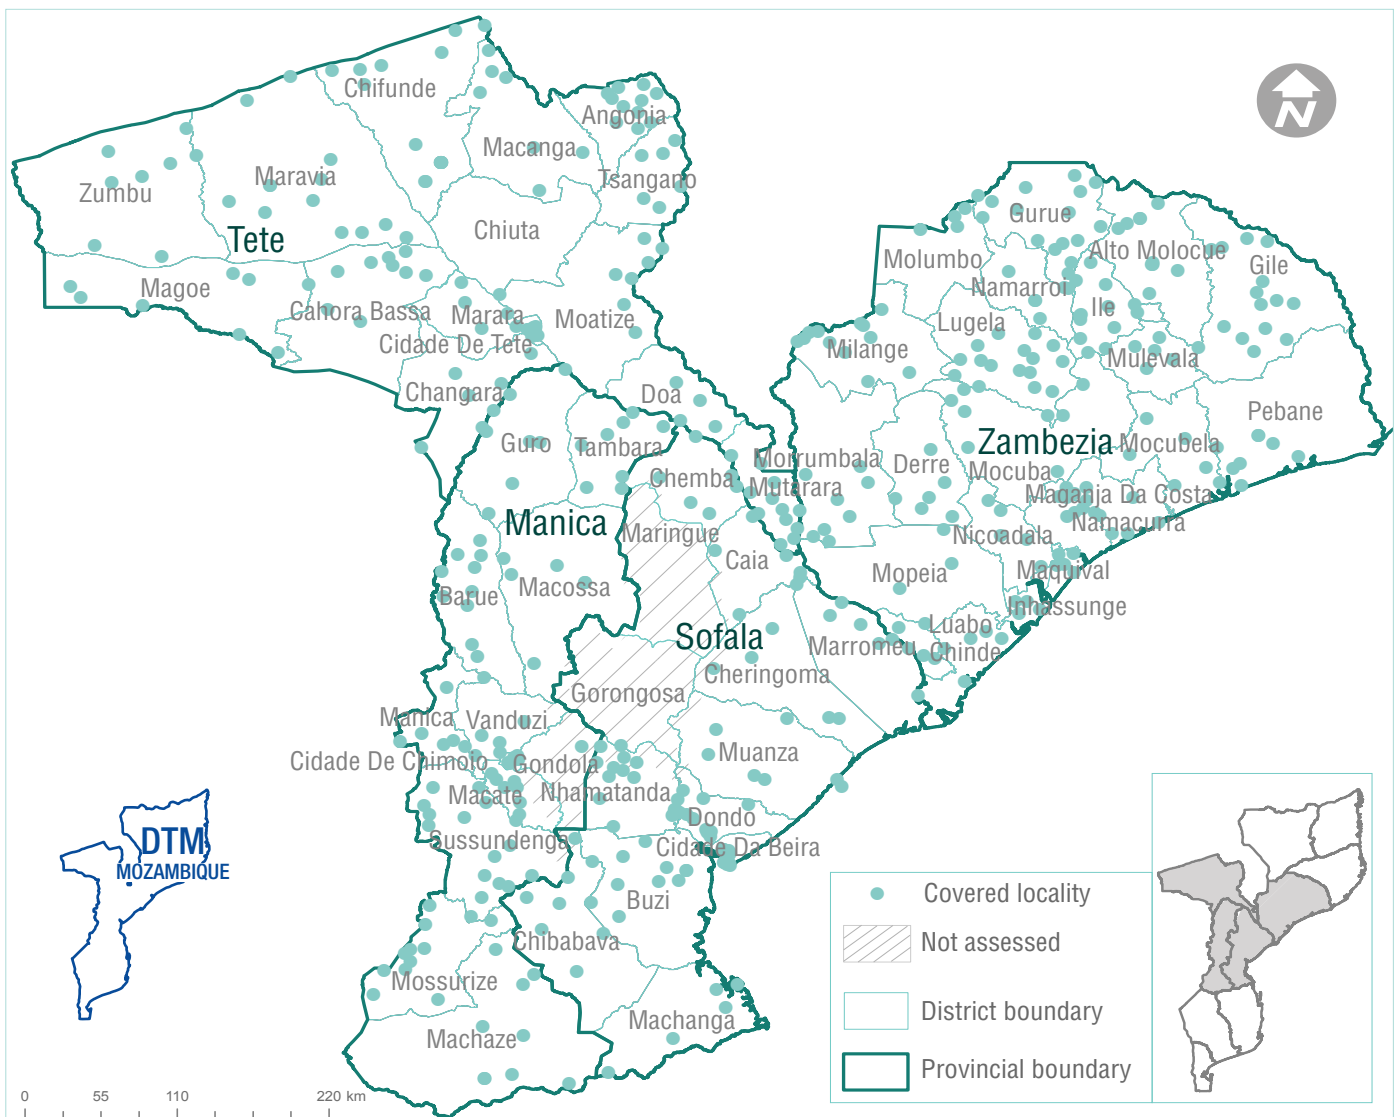 N
Chifunde
Angonia
Macanga
Maravia
Tsangano
Zumbu
Gurue
Chiuta
Tete
Alto Molocue
Molumbo
Gile
Magoe
Namarroi
Cahora Bassa
Marara
Moatize
Lugela
Ile
Cidade De Tete
Milange
Mulevala
Changara
Doa
Pebane
Guro
Tambara
Zambezia
Mocubela
Morrumbala
Derre
Mocuba
Chemba
Mutarara
Maganja Da Costa
Manica
Maringue
Namacurra
Nicoadala
Caia
Mopeia
Maquival
Macossa
Barue
Inhassunge
Luabo
Sofala
Marromeu
Chinde
Cheringoma
Gorongosa
Manica
Vanduzi
Muanza
Cidade De Chimoio
Gondola
Macate
Nhamatanda
Dondo
Sussundenga
Cidade Da Beira
Buzi
Chibabava
Mossurize
Machanga
Machaze
DTM
MOZAMBIQUE
Covered locality
Not assessed
District boundary
Provincial boundary
0 55 110 220 km